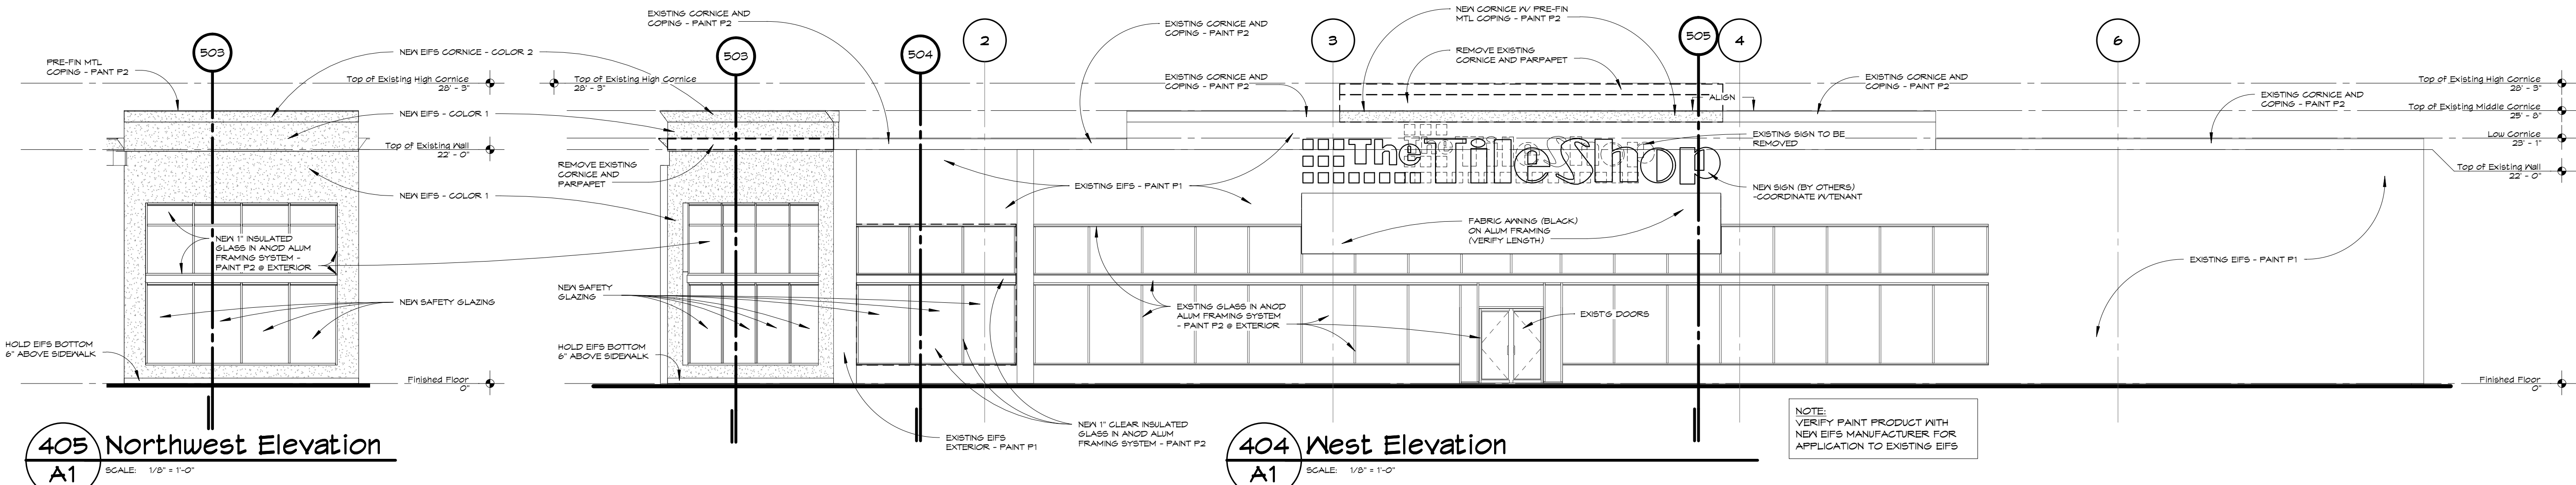 503
PRE-FIN MTL
COPING - PANT P2
NEW EIFS CORNICE - COLOR 2
Top of Existing High Cornice
28' - 3"
NEW EIFS - COLOR 1
Top of Existing Wall
22' - 0"
NEW EIFS - COLOR 1
NEW 1" INSULATED
GLASS IN ANOD ALUM
FRAMING SYSTEM -
PAINT P2 @ EXTERIOR
NEW SAFETY GLAZING
HOLD EIFS BOTTOM
6" ABOVE SIDEWALK
Finished Floor
0"
405
A1
Northwest Elevation
SCALE: 1/8" = 1'-0"
EXISTING CORNICE AND
COPING - PAINT P2
503
504
2
EXISTING CORNICE AND
COPING - PAINT P2
3
NEW CORNICE W/ PRE-FIN
MTL COPING - PAINT P2
505
4
6
REMOVE EXISTING
CORNICE AND PARPAPET
Top of Existing High Cornice
28' - 3"
EXISTING CORNICE AND
COPING - PAINT P2
EXISTING CORNICE AND
COPING - PAINT P2
Top of Existing High Cornice
28' - 3"
ALIGN
EXISTING CORNICE AND
COPING - PAINT P2
Top of Existing Middle Cornice
25' - 8"
Low Cornice
23' - 1"
Top of Existing Wall
22' - 0"
REMOVE EXISTING
CORNICE AND
PARPAPET
The TileShop
EXISTING SIGN TO BE
REMOVED
EXISTING EIFS - PAINT P1
NEW SIGN (BY OTHERS)
-COORDINATE W/TENANT
FABRIC AWNING (BLACK)
ON ALUM FRAMING
(VERIFY LENGTH)
EXISTING EIFS - PAINT P1
NEW SAFETY
GLAZING
EXISTING GLASS IN ANOD
ALUM FRAMING SYSTEM
- PAINT P2 @ EXTERIOR
EXIST'G DOORS
HOLD EIFS BOTTOM
6" ABOVE SIDEWALK
Finished Floor
0"
EXISTING EIFS
EXTERIOR - PAINT P1
NEW 1" CLEAR INSULATED
GLASS IN ANOD ALUM
FRAMING SYSTEM - PAINT P2
404
A1
West Elevation
SCALE: 1/8" = 1'-0"
NOTE:
VERIFY PAINT PRODUCT WITH
NEW EIFS MANUFACTURER FOR
APPLICATION TO EXISTING EIFS